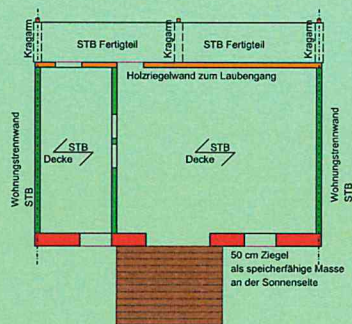 Kragarm
STB Fertigteil
Kragarm
STB Fertigteil
Kragarm
Holzriegelwand zum Laubengang
Wohnungstrennwand
STB
STB
Decke
STB
Decke
Wohnungstrennwand
STB
50 cm Ziegel
als speicherfähige Masse
an der Sonnenseite